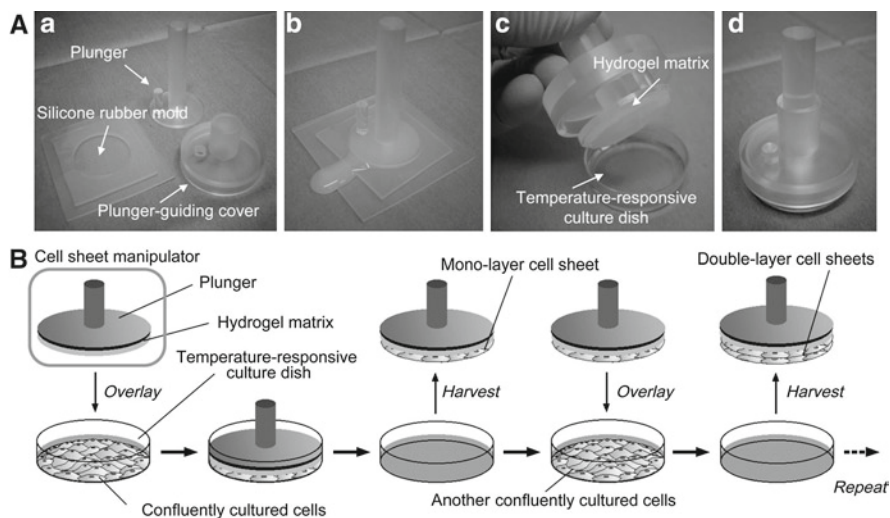 A
a
Plunger
Silicone rubber mold
Plunger-guiding cover
b
c
Hydrogel matrix
Temperature-responsive
culture dish
d
B
Cell sheet manipulator
Plunger
Hydrogel matrix
Overlay
Temperature-responsive
culture dish
Confluently cultured cells
Mono-layer cell sheet
Harvest
Overlay
Another confluently cultured cells
Double-layer cell sheets
Harvest
Repeat